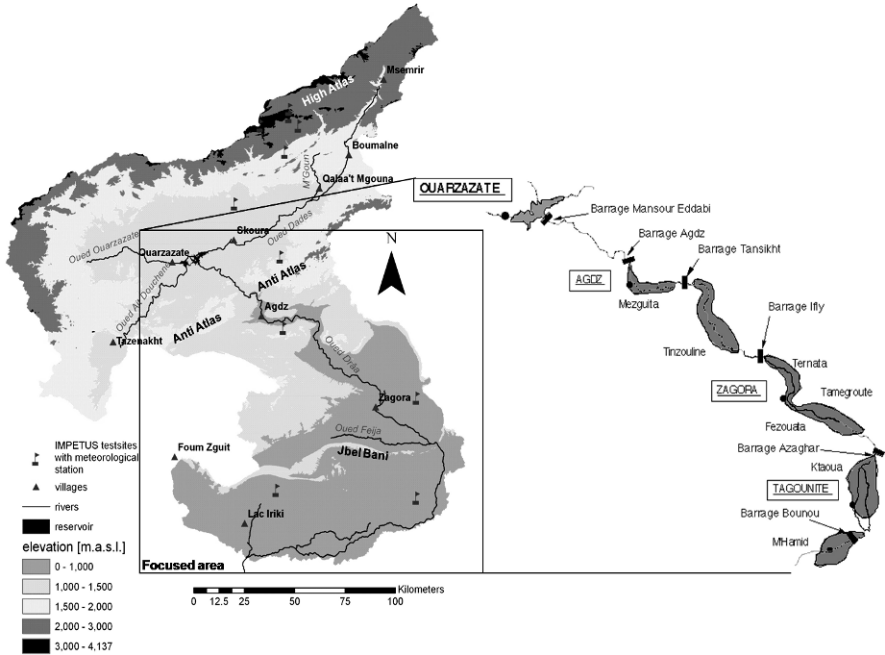 Msemrir
High Atlas
Boumalne
M'Goun
Qalaa't Mgouna
Skoura
Oued Dades
Oued Ouarzazate
Ouarzazate
Oued Ait Douchene
Anti Atlas
Anti Atlas
Agdz
Tazenakht
Oued Drâa
Zagora
Oued Feija
Jbel Bani
Foum Zguit
Lac Iriki
Focused area
N
IMPETUS testsites
with meteorological
station
villages
rivers
reservoir
elevation [m.a.s.l.]
0 - 1,000
1,000 - 1,500
1,500 - 2,000
2,000 - 3,000
3,000 - 4,137
Kilometers
0 12.5 25 50 75 100
OUARZAZATE
Barrage Mansour Eddabi
Barrage Agdz
Barrage Tansikht
AGDZ
Mezguita
Barrage Ifly
Tinzouline
Ternata
ZAGORA
Tamegroute
Fezouata
Barrage Azaghar
Ktaoua
TAGOUNITE
Barrage Bounou
M'Hamid